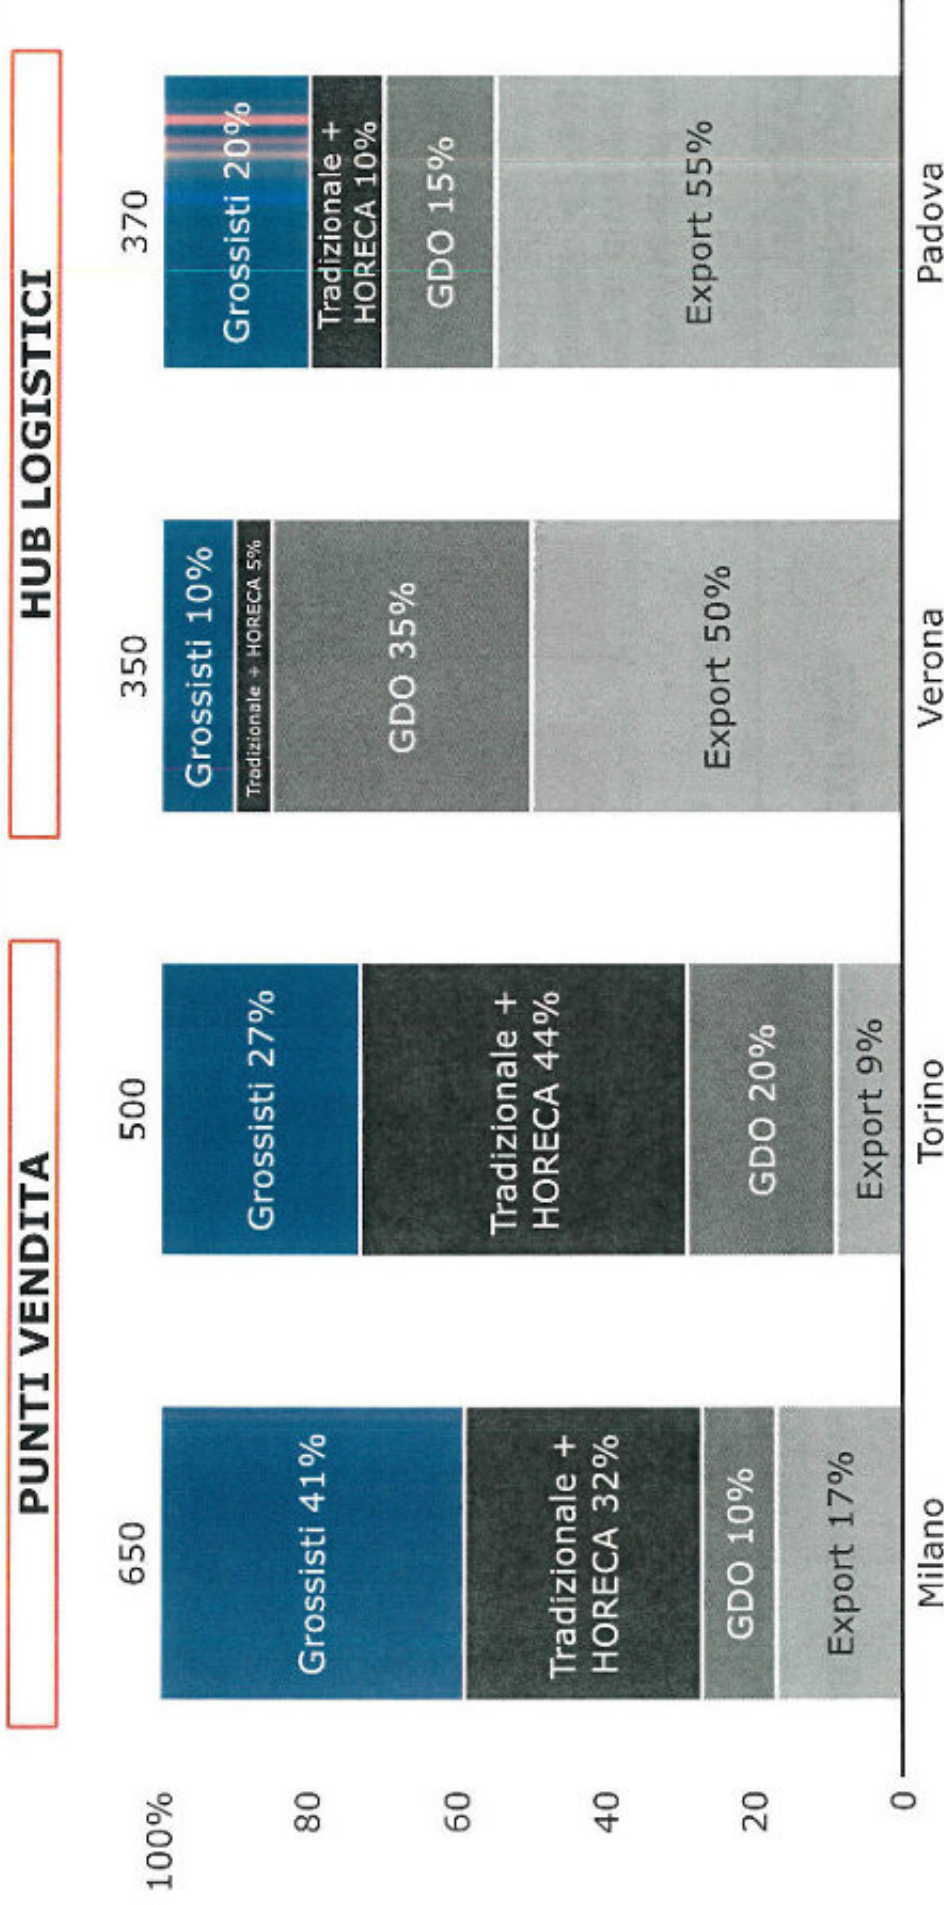 PUNTI VENDITA
HUB LOGISTICI
650
500
350
370
100%
80
60
40
20
0
Grossisti 41%
Tradizionale +
HORECA 32%
GDO 10%
Export 17%
Grossisti 27%
Tradizionale +
HORECA 44%
GDO 20%
Export 9%
Grossisti 10%
Tradizionale + HORECA 5%
GDO 35%
Export 50%
Grossisti 20%
Tradizionale +
HORECA 10%
GDO 15%
Export 55%
Milano
Torino
Verona
Padova